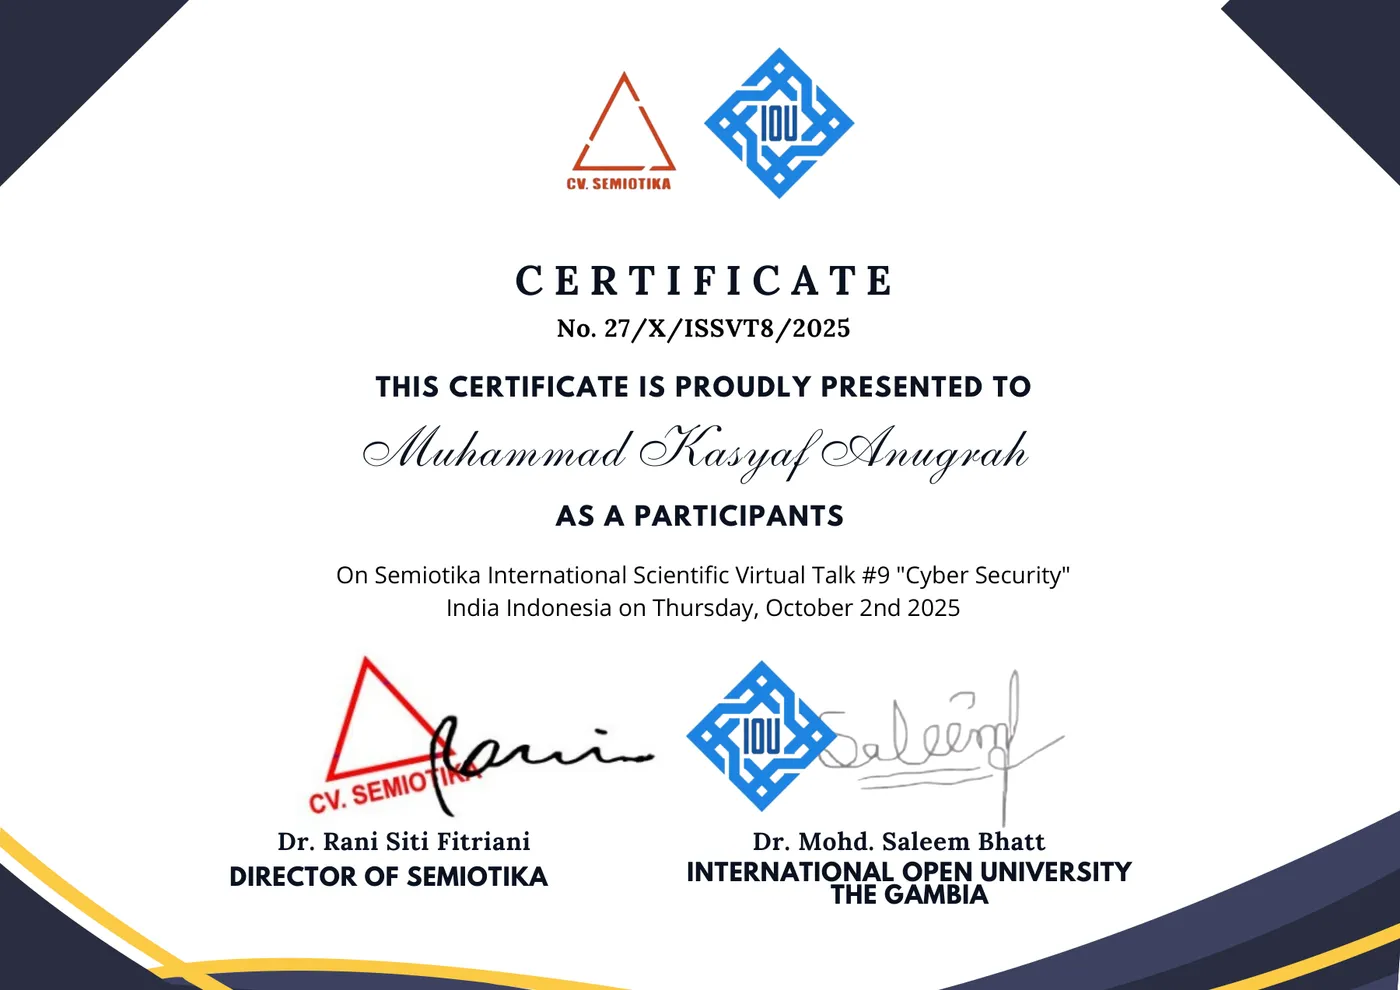 CV. SEMIOTIKA
IOU
CERTIFICATE
No. 27/X/ISSVT8/2025
THIS CERTIFICATE IS PROUDLY PRESENTED TO
Muhammad Kasyaf Anugrah
AS A PARTICIPANTS
On Semiotika International Scientific Virtual Talk #9 "Cyber Security"
India Indonesia on Thursday, October 2nd 2025
CV. SEMIOTIKA
Rani
IOU
Saleem
Dr. Rani Siti Fitriani
DIRECTOR OF SEMIOTIKA
Dr. Mohd. Saleem Bhatt
INTERNATIONAL OPEN UNIVERSITY
THE GAMBIA